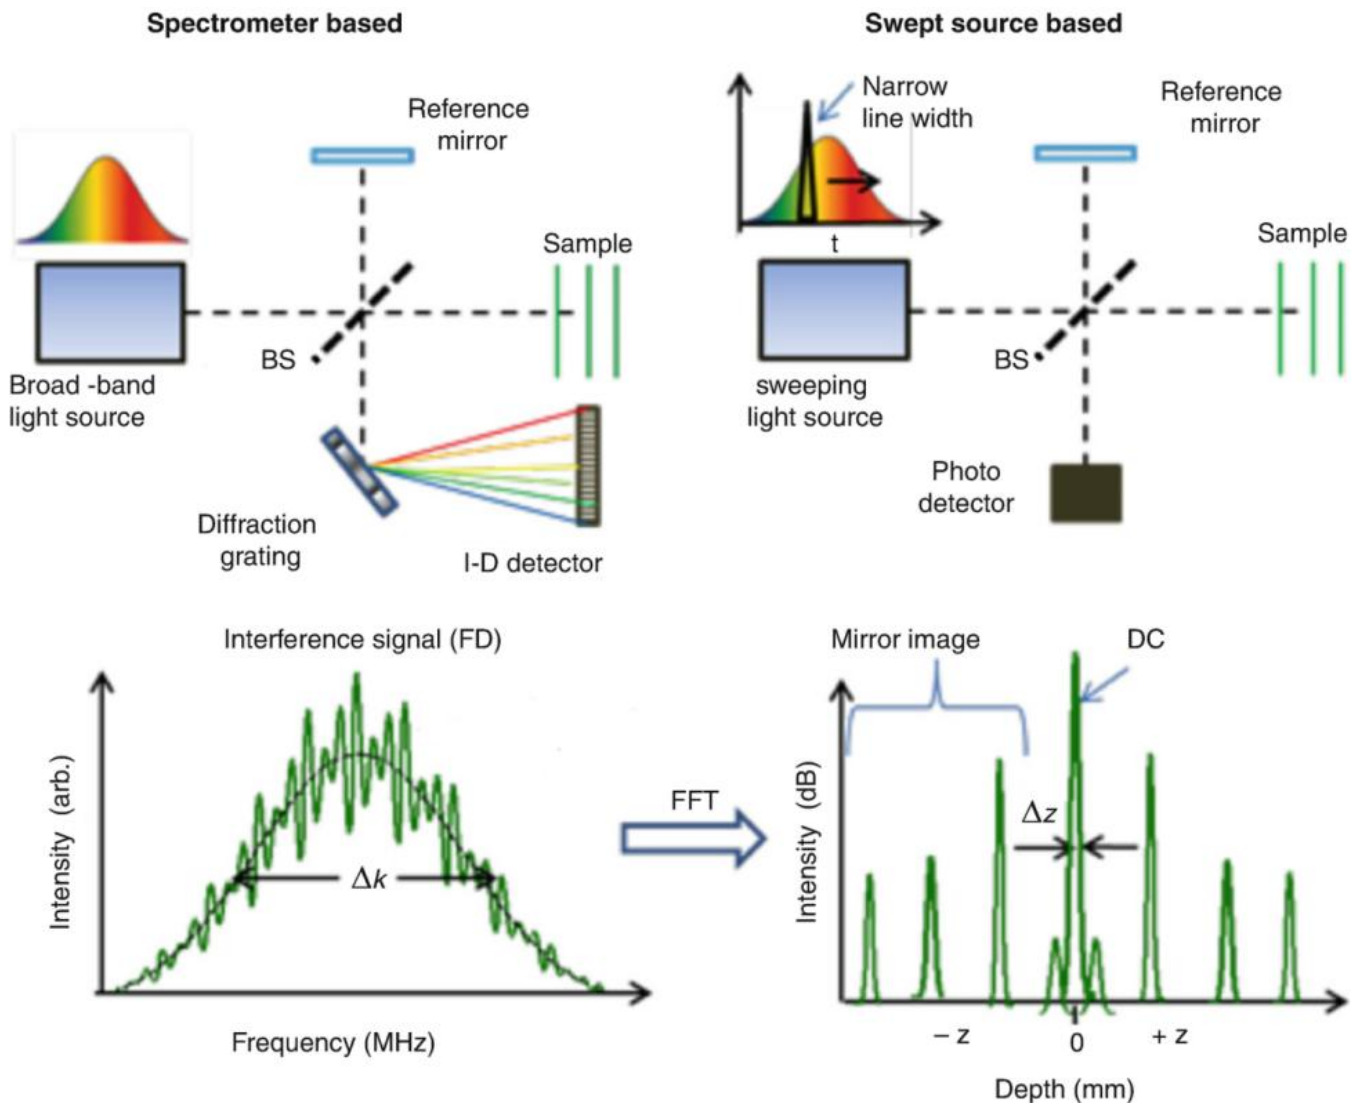 Spectrometer based
Reference
mirror
Sample
BS
Broad -band
light source
Diffraction
grating
I-D detector
Swept source based
Narrow
line width
Reference
mirror
t
Sample
BS
sweeping
light source
Photo
detector
Interference signal (FD)
Intensity (arb.)
Δk
Frequency (MHz)
FFT
Mirror image
DC
Intensity (dB)
Δz
– z
0
+ z
Depth (mm)